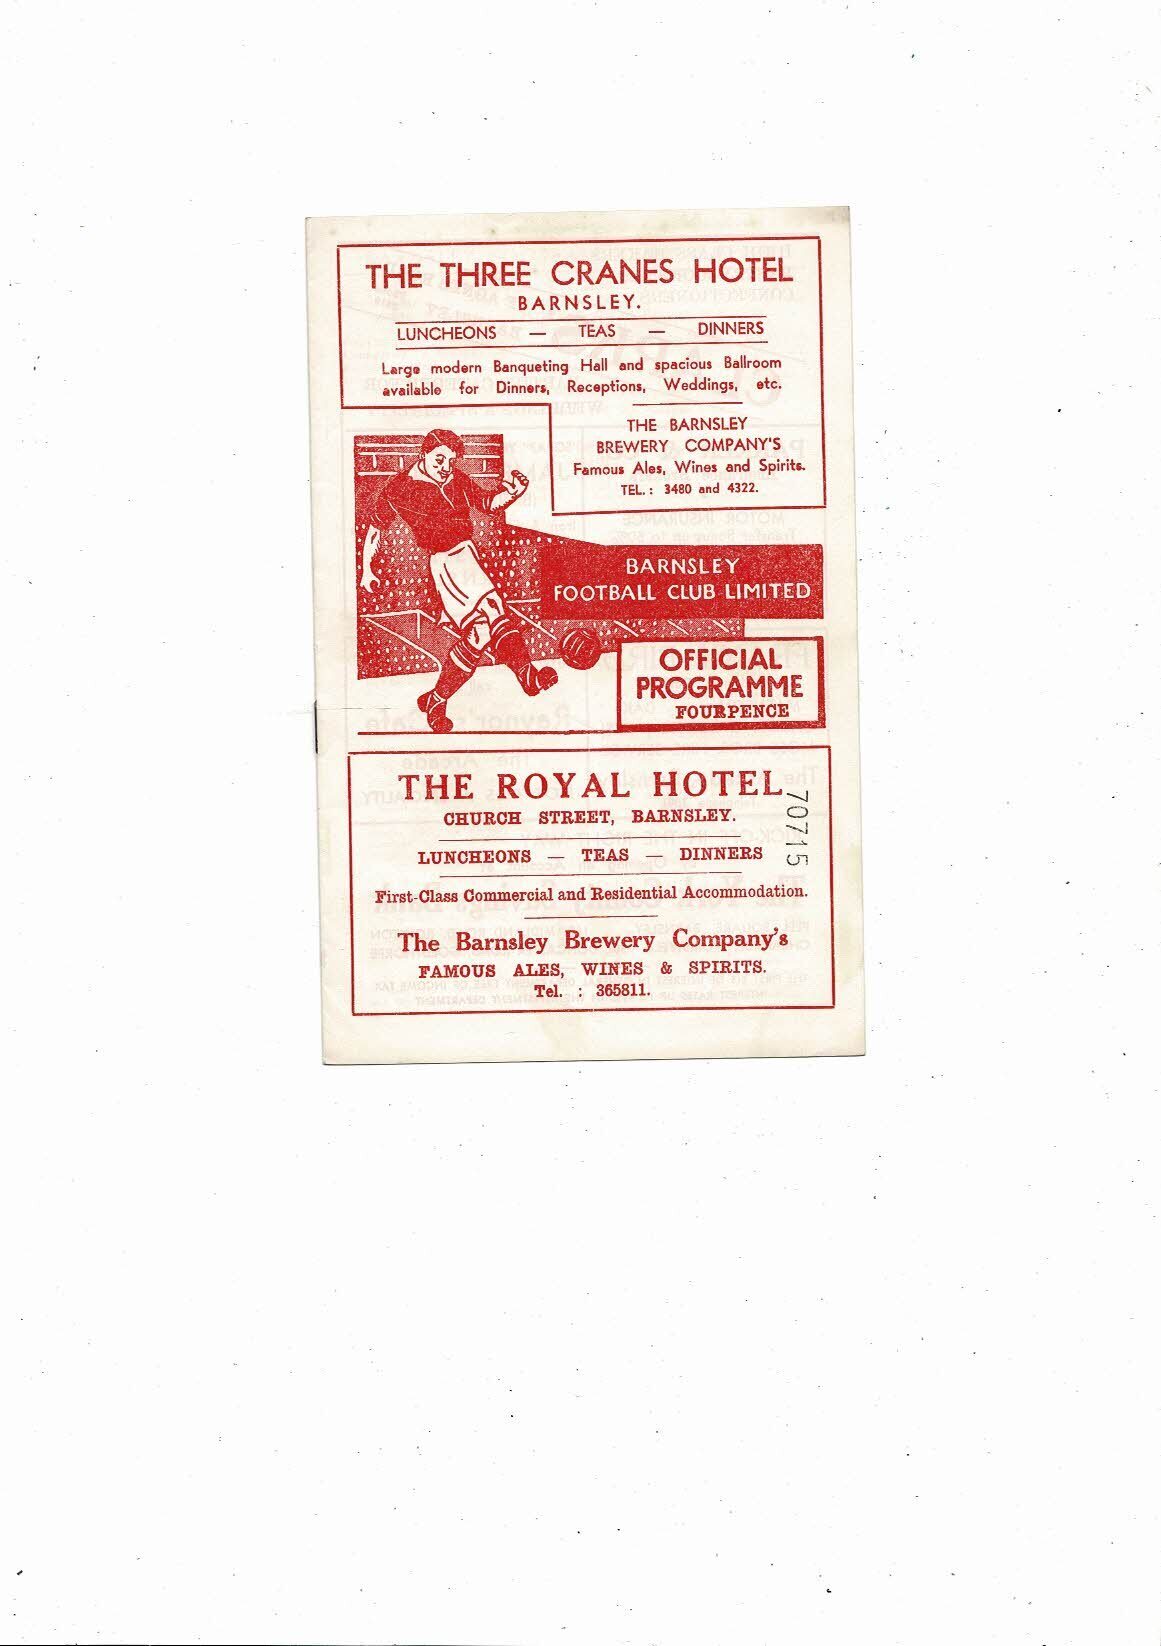 THE THREE CRANES HOTEL
BARNSLEY.
LUNCHEONS — TEAS — DINNERS
Large modern Banqueting Hall and spacious Ballroom
available for Dinners, Receptions, Weddings, etc.
THE BARNSLEY
BREWERY COMPANY'S
Famous Ales, Wines and Spirits.
TEL.: 3480 and 4322.
BARNSLEY
FOOTBALL CLUB LIMITED
OFFICIAL
PROGRAMME
FOURPENCE
THE ROYAL HOTEL
CHURCH STREET, BARNSLEY.
LUNCHEONS — TEAS — DINNERS
First-Class Commercial and Residential Accommodation.
The Barnsley Brewery Company's
FAMOUS ALES, WINES & SPIRITS.
Tel. : 365811.
70715